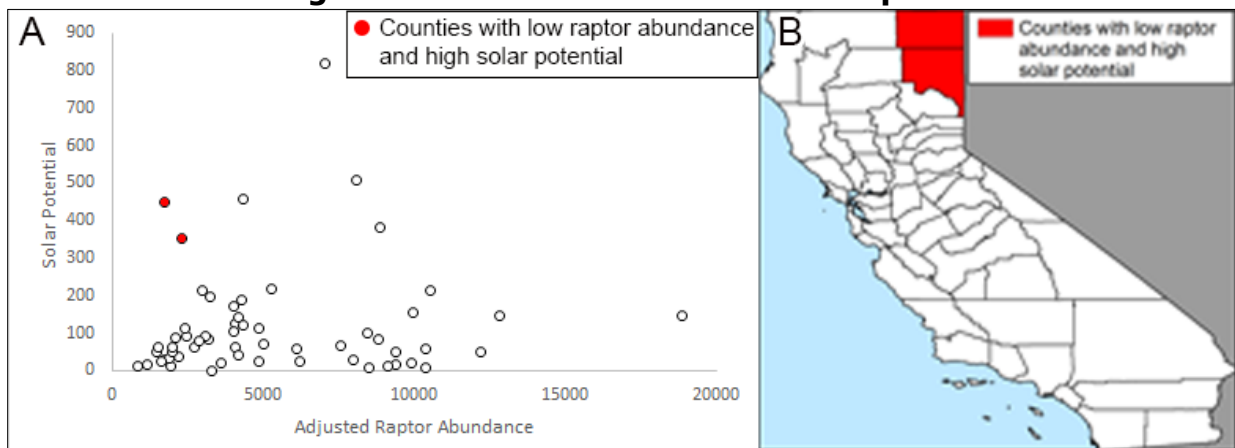 A
Counties with low raptor abundance
and high solar potential
900
800
700
600
500
400
300
200
100
0
Solar Potential
0 5000 10000 15000 20000
Adjusted Raptor Abundance
B
Counties with low raptor
abundance and high
solar potential